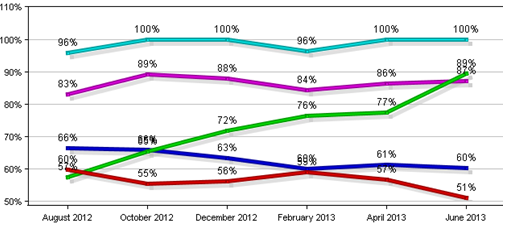 110%
100%
90%
80%
70%
60%
50%
96% 100% 100% 96% 100% 100%
83% 89% 88% 84% 86% 87%
89%
66% 63% 61% 60%
57% 72% 76% 77%
60% 55% 56% 59% 57% 51%
August 2012 October 2012 December 2012 February 2013 April 2013 June 2013